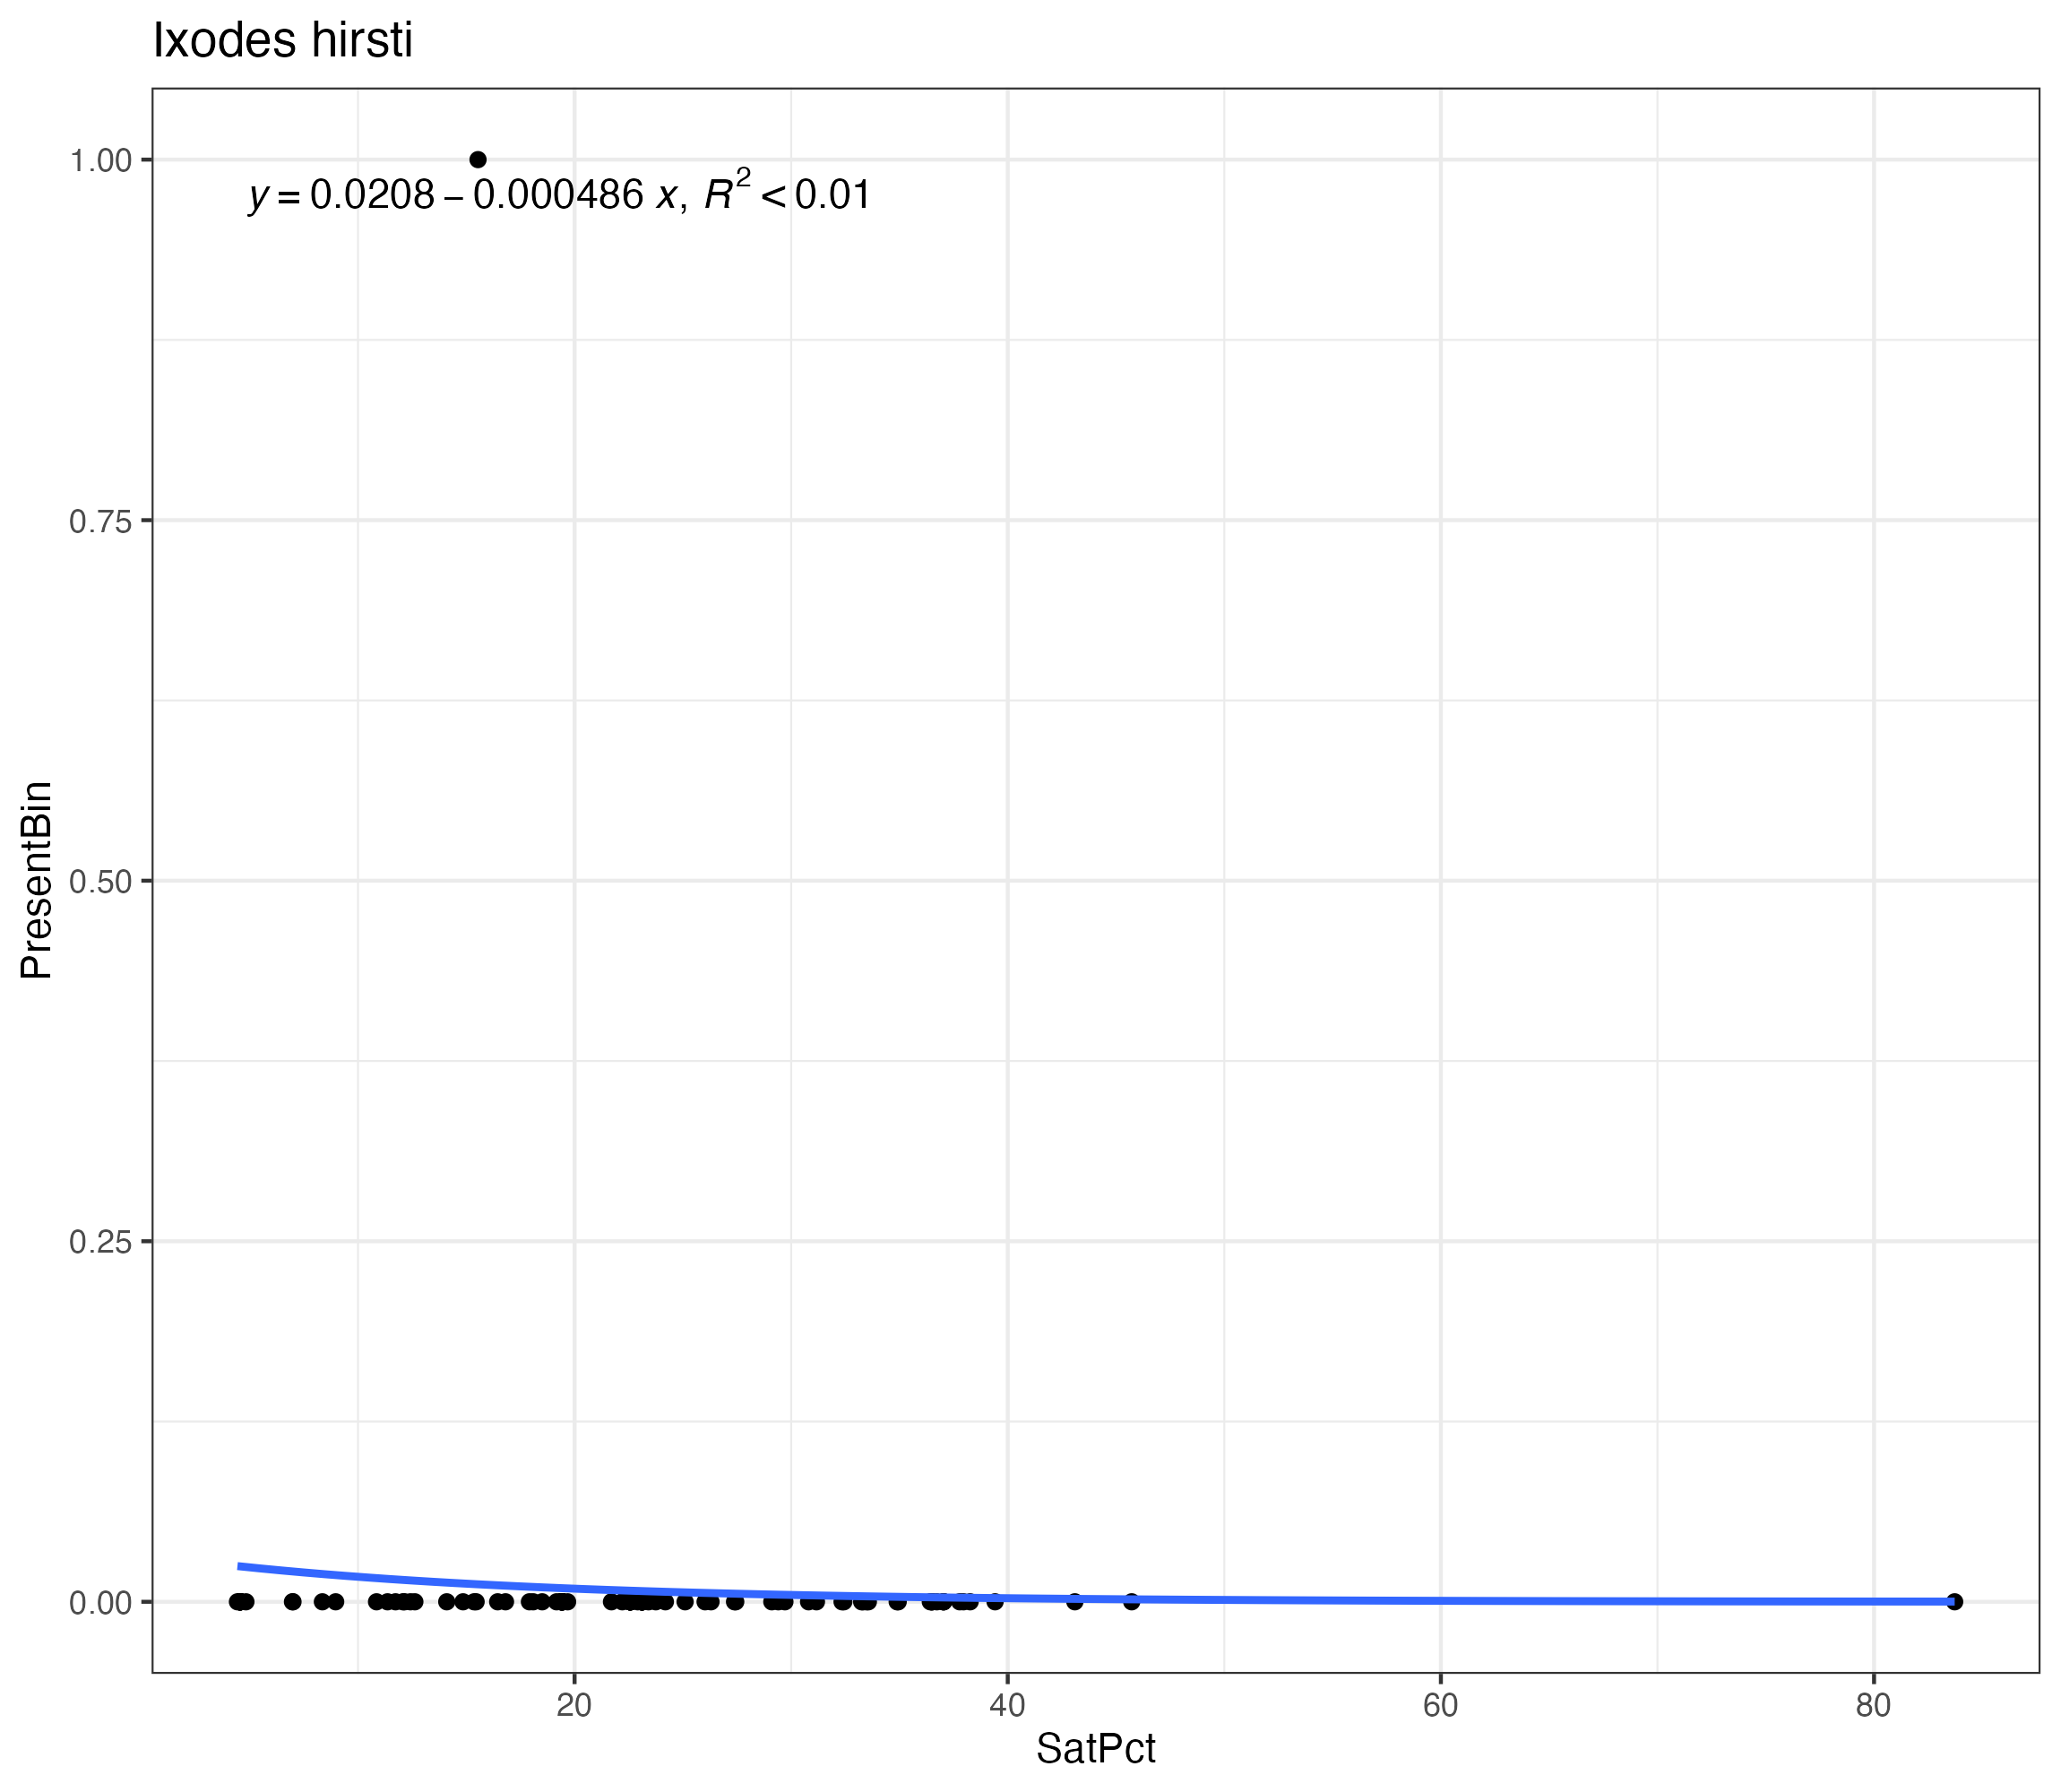 Ixodes hirsti
1.00
y = 0.0208 − 0.000486 x, R² < 0.01
0.75
PresentBin
0.50
0.25
0.00
20 40 60 80
SatPct